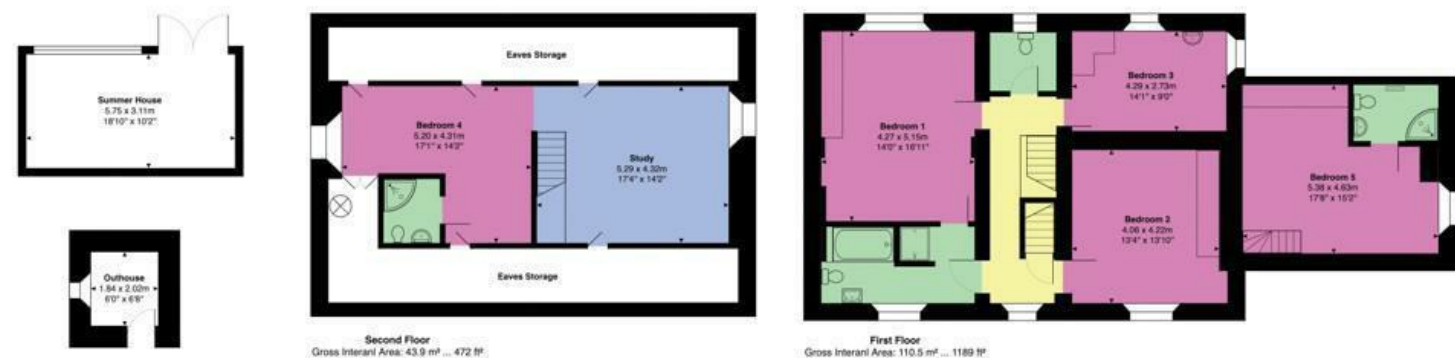 Summer House
5.75 x 3.11m
18'10" x 10'2"
Outhouse
1.84 x 2.02m
6'0" x 6'8"
Eaves Storage
Bedroom 4
5.20 x 4.31m
17'1" x 14'2"
Study
5.29 x 4.32m
17'4" x 14'2"
Eaves Storage
Second Floor
Gross Interanl Area: 43.9 m² ... 472 ft²
Bedroom 1
4.27 x 5.15m
14'0" x 16'11"
Bedroom 3
4.29 x 2.73m
14'1" x 9'0"
Bedroom 2
4.06 x 4.22m
13'4" x 13'10"
Bedroom 5
5.38 x 4.63m
17'8" x 15'2"
First Floor
Gross Interanl Area: 110.5 m² ... 1189 ft²